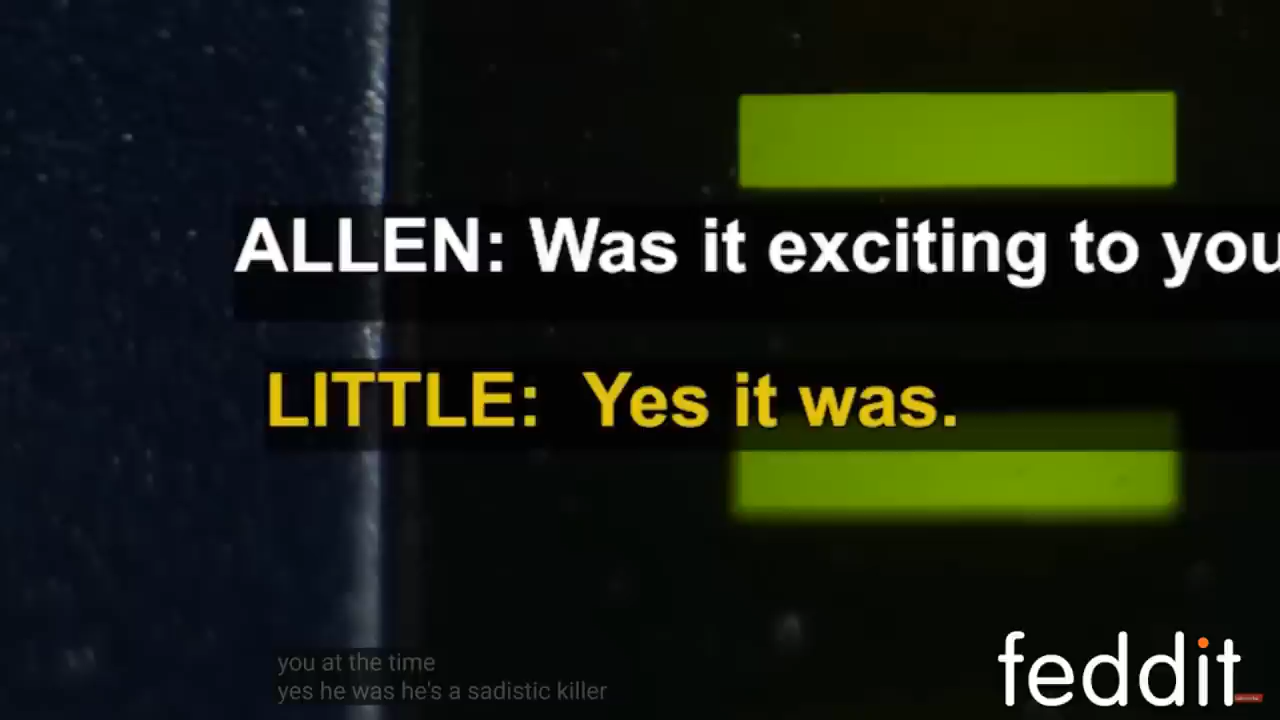 ALLEN: Was it exciting to you
LITTLE: Yes it was.
you at the time
yes he was he's a sadistic killer
feddit